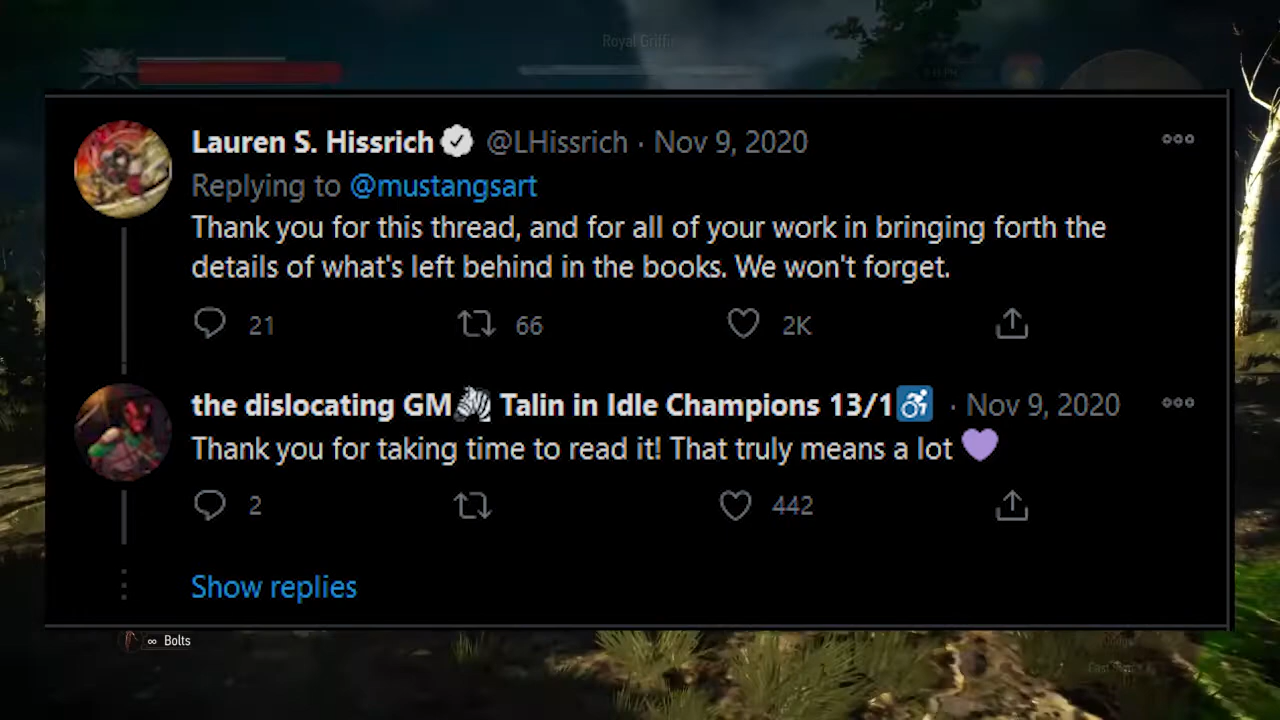 Royal Griffin
Lauren S. Hissrich @LHissrich · Nov 9, 2020
Replying to @mustangsart
Thank you for this thread, and for all of your work in bringing forth the
details of what's left behind in the books. We won't forget.
21 66 2K
the dislocating GM🦓 Talin in Idle Champions 13/1♿ · Nov 9, 2020
Thank you for taking time to read it! That truly means a lot 💜
2 442
Show replies
∞ Bolts